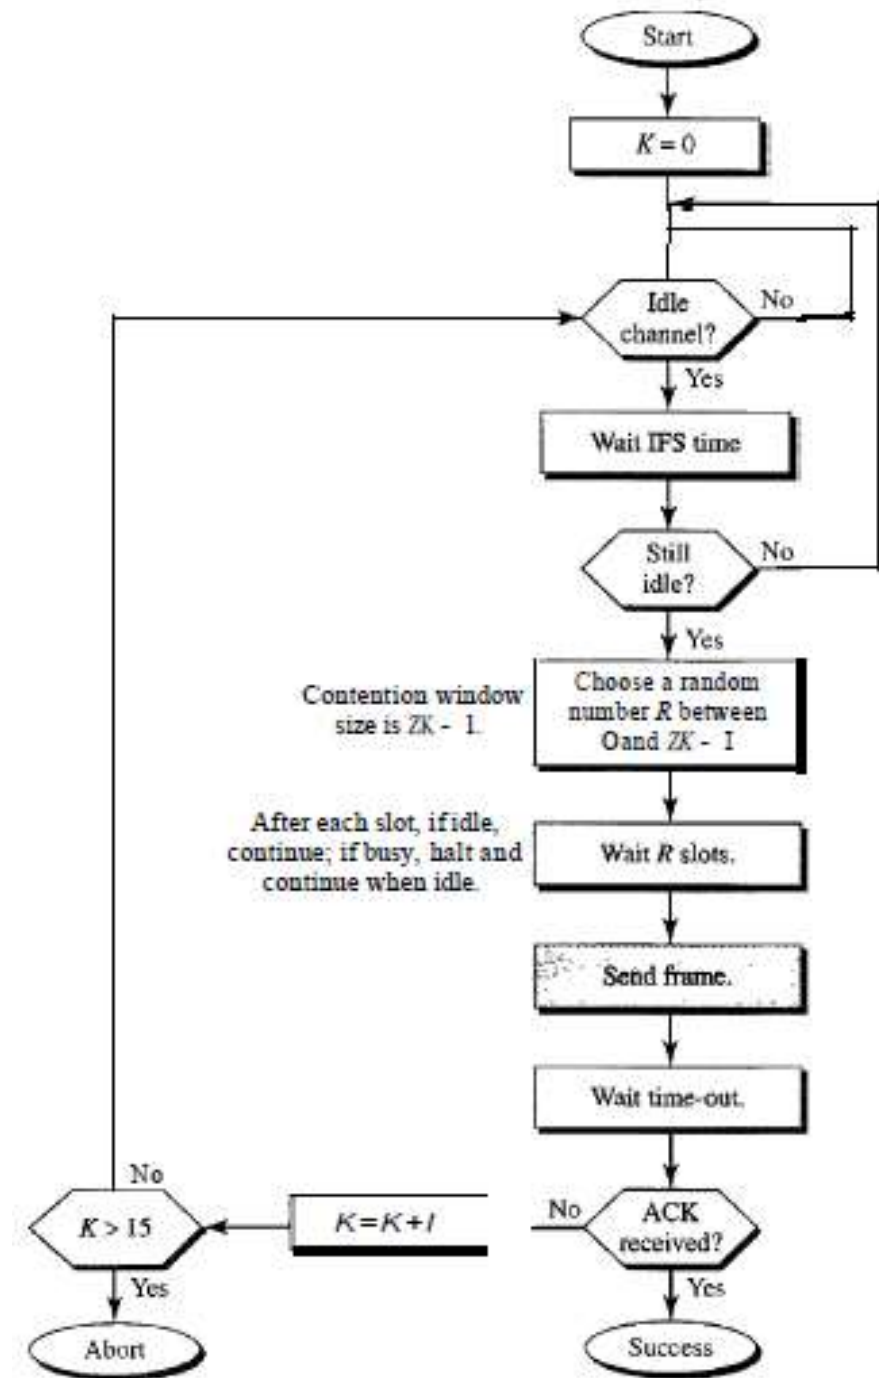 Start
K = 0
Idle
channel?
No
Yes
Wait IFS time
Still
idle?
No
Yes
Contention window
size is ZK - 1.
Choose a random
number R between
0and ZK - I
After each slot, if idle,
continue; if busy, halt and
continue when idle.
Wait R slots.
Send frame.
Wait time-out.
No
K > 15
K=K+I
No
ACK
received?
Yes
Yes
Abort
Success